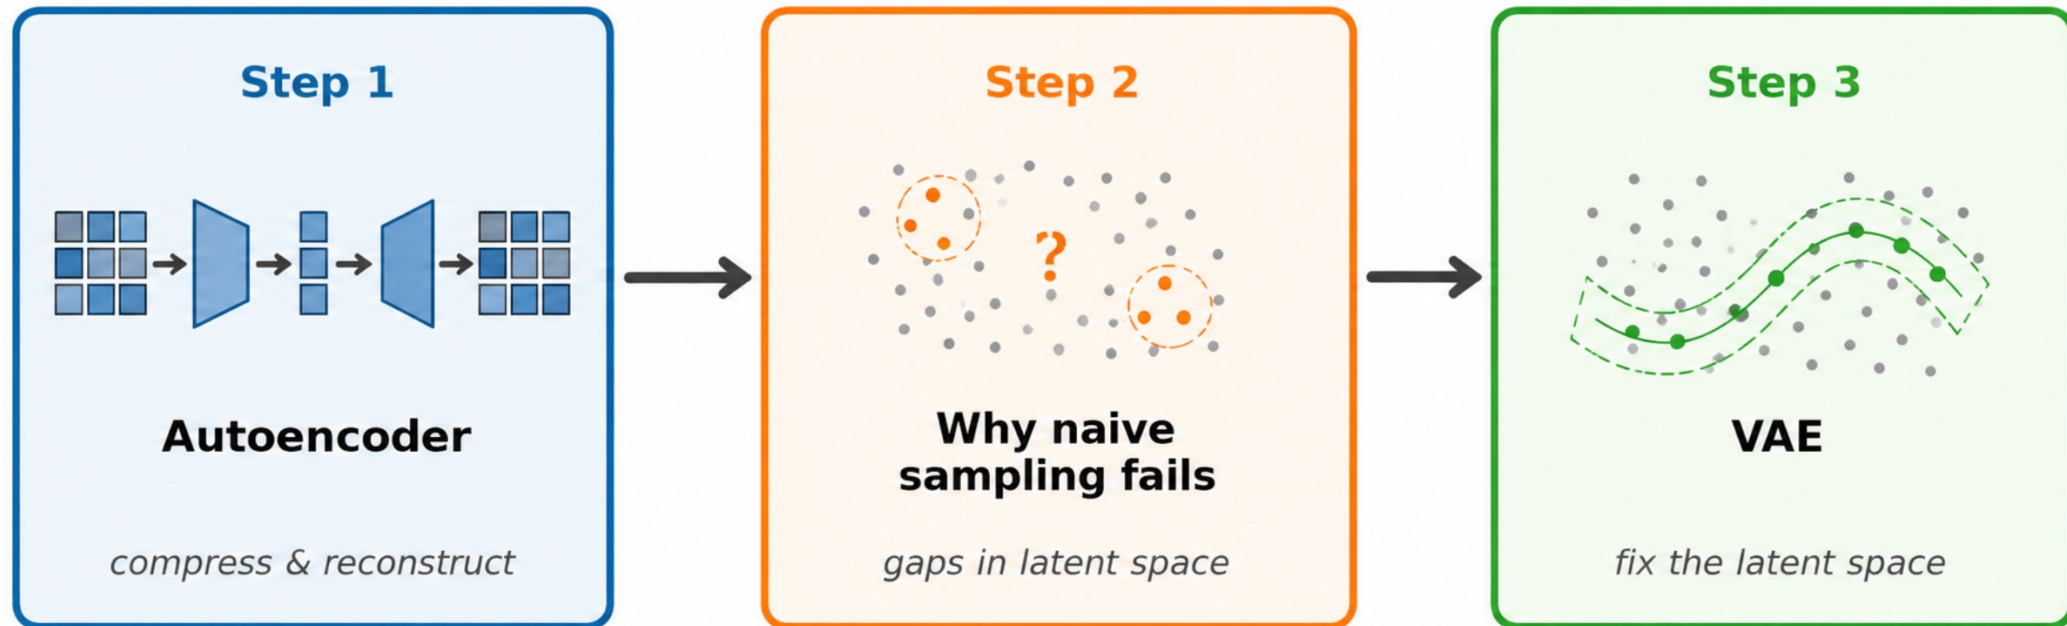 Step 1
Autoencoder
compress & reconstruct
Step 2
?
Why naive
sampling fails
gaps in latent space
Step 3
VAE
fix the latent space